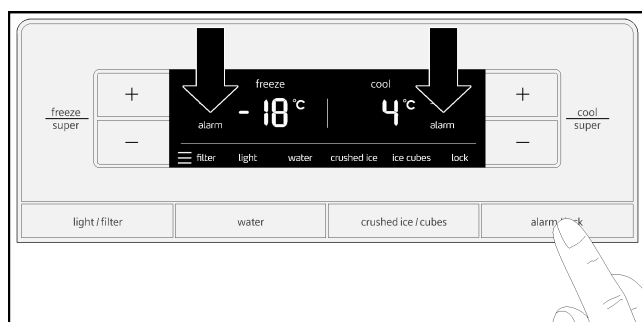 freeze
cool
+
+
freeze
super
- 18 °C
4 °C
cool
super
alarm
alarm
–
–
filter
light
water
crushed ice
ice cubes
lock
light / filter
water
crushed ice / cubes